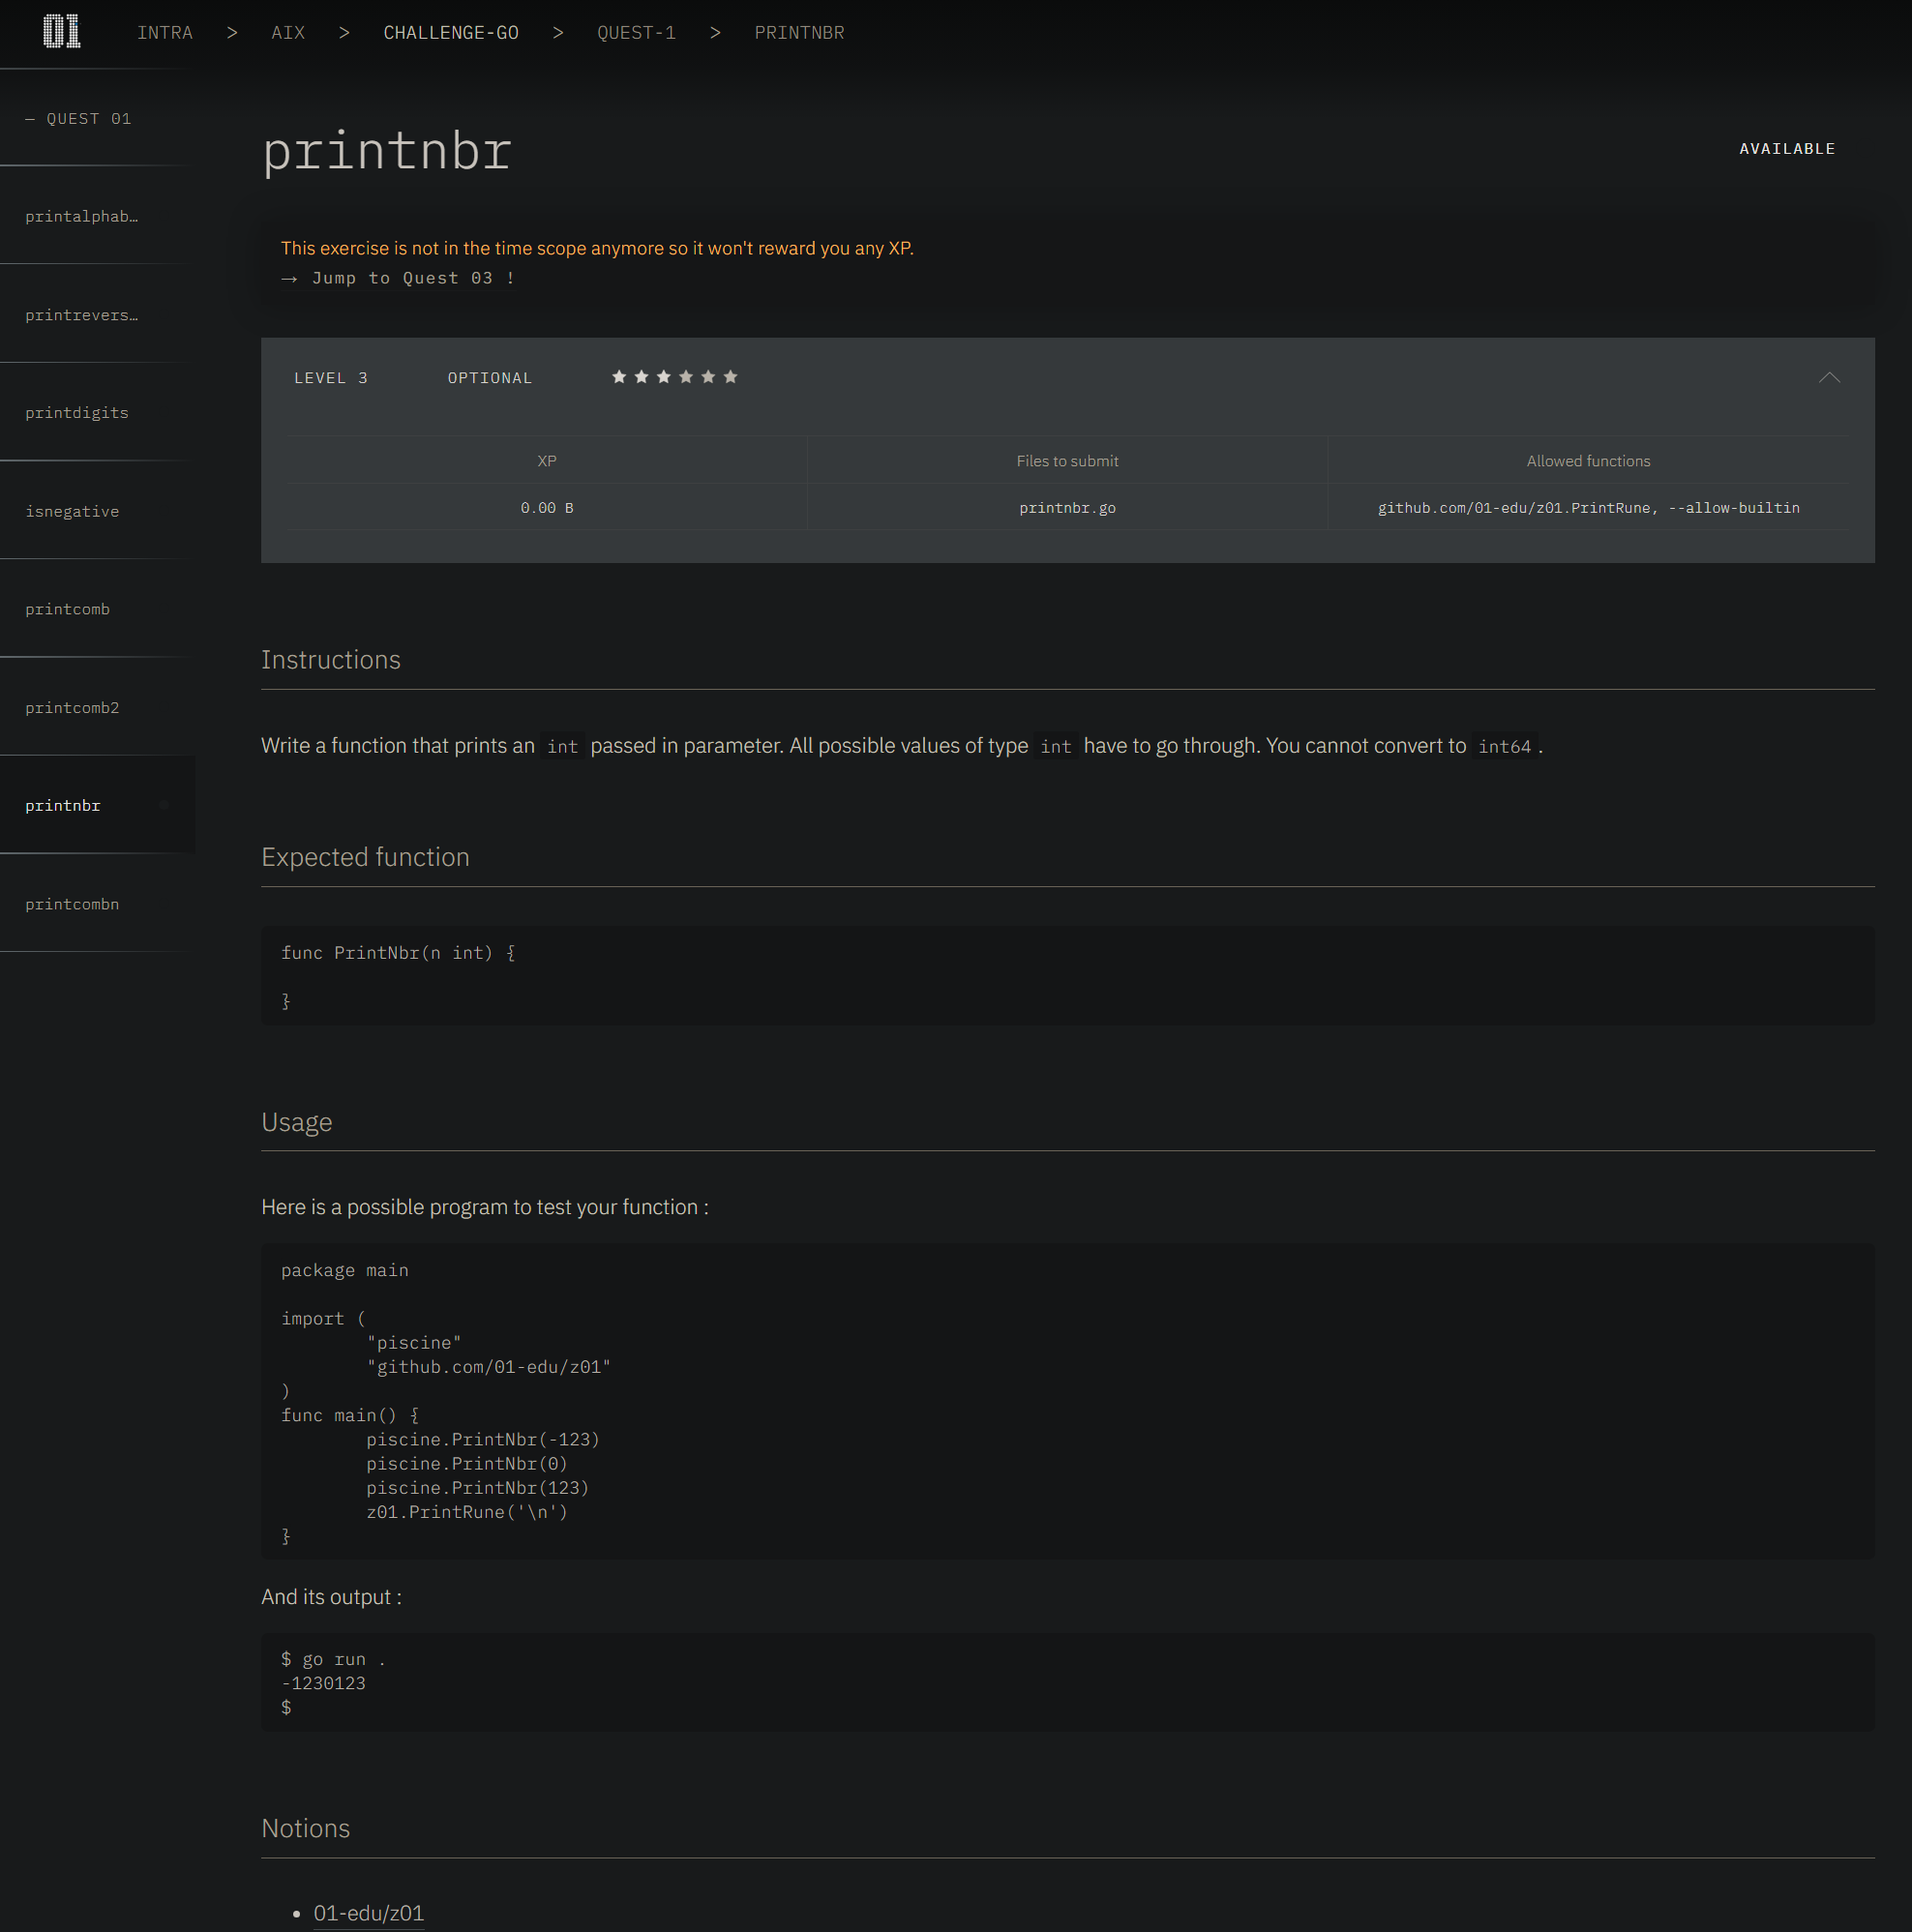 01 INTRA > AIX > CHALLENGE-GO > QUEST-1 > PRINTNBR
— QUEST 01
printalphab…
printrevers…
printdigits
isnegative
printcomb
printcomb2
printnbr
printcombn
printnbr
AVAILABLE
This exercise is not in the time scope anymore so it won't reward you any XP.
→ Jump to Quest 03 !
LEVEL 3 OPTIONAL ★★★★★★
XP Files to submit Allowed functions
0.00 B printnbr.go github.com/01-edu/z01.PrintRune, --allow-builtin
Instructions
Write a function that prints an int passed in parameter. All possible values of type int have to go through. You cannot convert to int64.
Expected function
func PrintNbr(n int) {
}
Usage
Here is a possible program to test your function :
package main
import (
        "piscine"
        "github.com/01-edu/z01"
)
func main() {
        piscine.PrintNbr(-123)
        piscine.PrintNbr(0)
        piscine.PrintNbr(123)
        z01.PrintRune('\n')
}
And its output :
$ go run .
-1230123
$
Notions
• 01-edu/z01